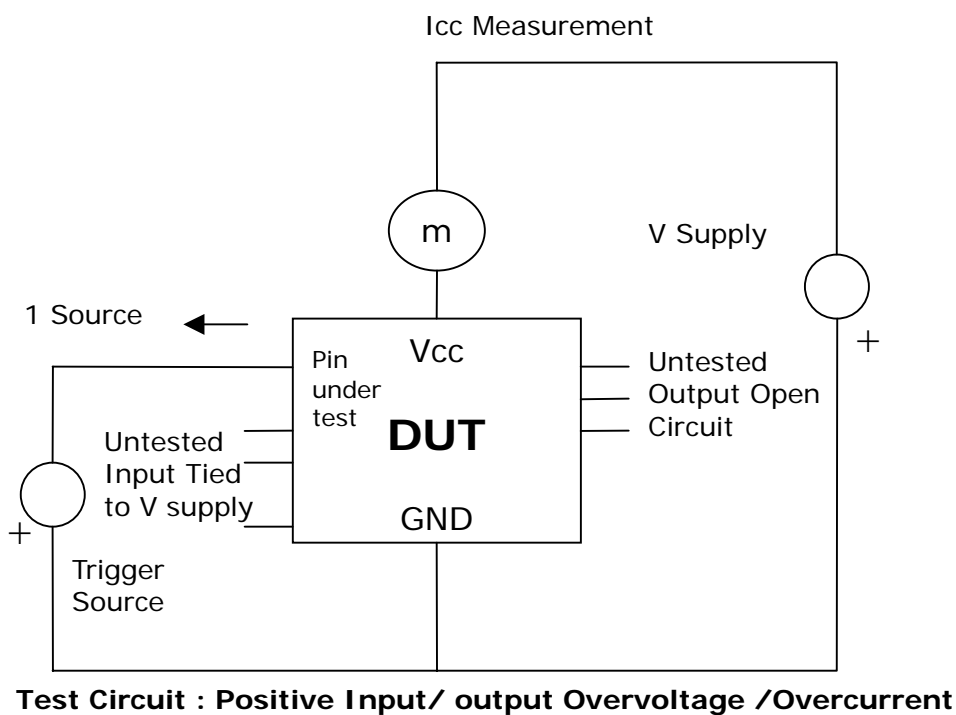 Icc Measurement
m
V Supply
1 Source
+
Vcc
Pin
under
test
DUT
GND
Untested
Output Open
Circuit
Untested
Input Tied
to V supply
+
Trigger
Source
Test Circuit : Positive Input/ output Overvoltage /Overcurrent